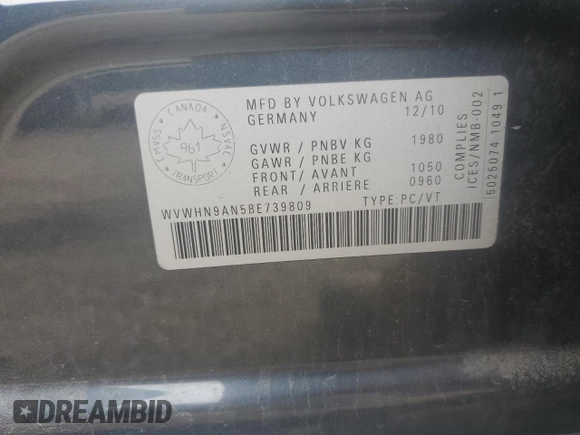 CANADA
CMVSS
NSVAC
961
TRANSPORT
MFD BY VOLKSWAGEN AG
GERMANY 12/10
GVWR / PNBV KG 1980
GAWR / PNBE KG
FRONT/ AVANT 1050
REAR / ARRIERE 0960
WVWHN9AN5BE739809 TYPE:PC/VT
COMPLIES
ICES/NMB-002
5025074 1049 1
DREAMBID